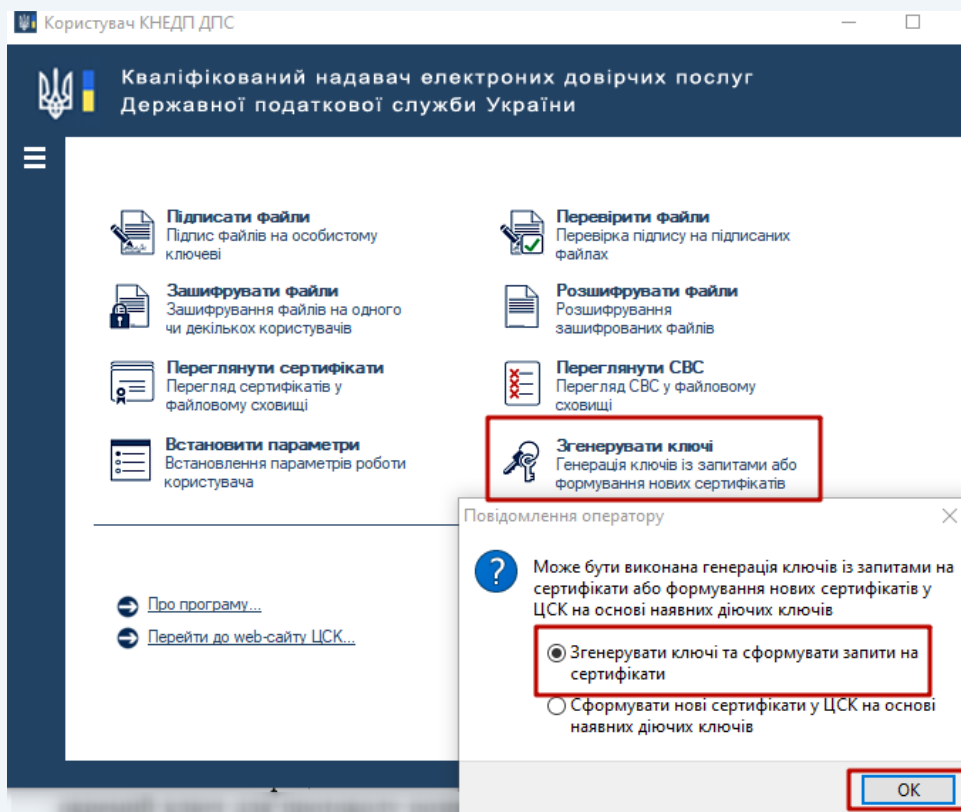 Користувач КНЕДП ДПС
Кваліфікований надавач електроних довірчих послуг
Державної податкової служби України
Підписати файли
Підпис файлів на особистому
ключеві
Перевірити файли
Перевірка підпису на підписаних
файлах
Зашифрувати файли
Зашифрування файлів на одного
чи декількох користувачів
Розшифрувати файли
Розшифрування
зашифрованих файлів
Переглянути сертифікати
Перегляд сертифікатів у
файловому сховищі
Переглянути СВС
Перегляд СВС у файловому
сховищі
Встановити параметри
Встановлення параметрів роботи
користувача
Згенерувати ключі
Генерація ключів із запитами або
формування нових сертифікатів
Про програму...
Перейти до web-сайту ЦСК...
Повідомлення оператору
Може бути виконана генерація ключів із запитами на
сертифікати або формування нових сертифікатів у
ЦСК на основі наявних діючих ключів
Згенерувати ключі та сформувати запити на
сертифікати
Сформувати нові сертифікати у ЦСК на основі
наявних діючих ключів
OK